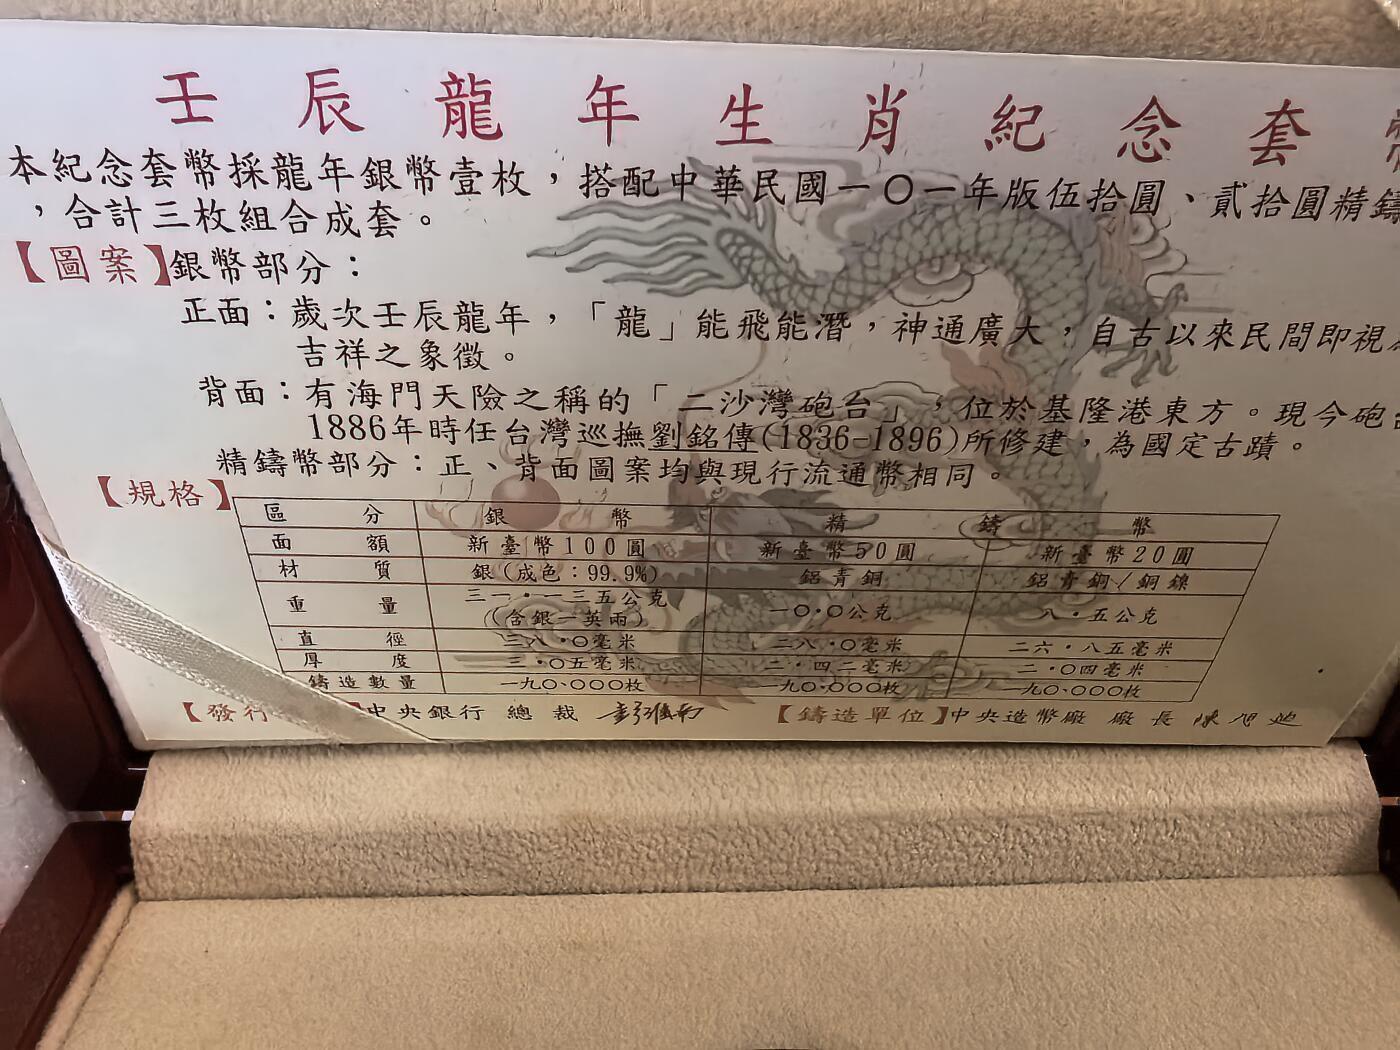 壬辰龍年生肖紀念套幣
本紀念套幣採龍年銀幣壹枚，搭配中華民國一〇一年版伍拾圓、貳拾圓精鑄
，合計三枚組合成套。
【圖案】銀幣部分：
正面：歲次壬辰龍年，「龍」能飛能潛，神通廣大，自古以來民間即視為
吉祥之象徵。
背面：有海門天險之稱的「二沙灣砲台」，位於基隆港東方。現今砲台
1886年時任台灣巡撫劉銘傳(1836-1896)所修建，為國定古蹟。
精鑄幣部分：正、背面圖案均與現行流通幣相同。
【規格】
區分 銀幣 精鑄幣
面額 新臺幣100圓 新臺幣50圓 新臺幣20圓
材質 銀(成色：99.9%) 鋁青銅 鋁青銅/銅鎳
重量 三一．一三五公克 (含銀一英兩) 一〇．〇公克 八．五公克
直徑 三八．〇毫米 二八．〇毫米 二六．八五毫米
厚度 三．〇五毫米 二．四二毫米 二．〇四毫米
鑄造數量 一九〇、〇〇〇枚 一九〇、〇〇〇枚 一九〇、〇〇〇枚
【發行 】中央銀行 總裁 彭淮南 【鑄造單位】中央造幣廠 廠長